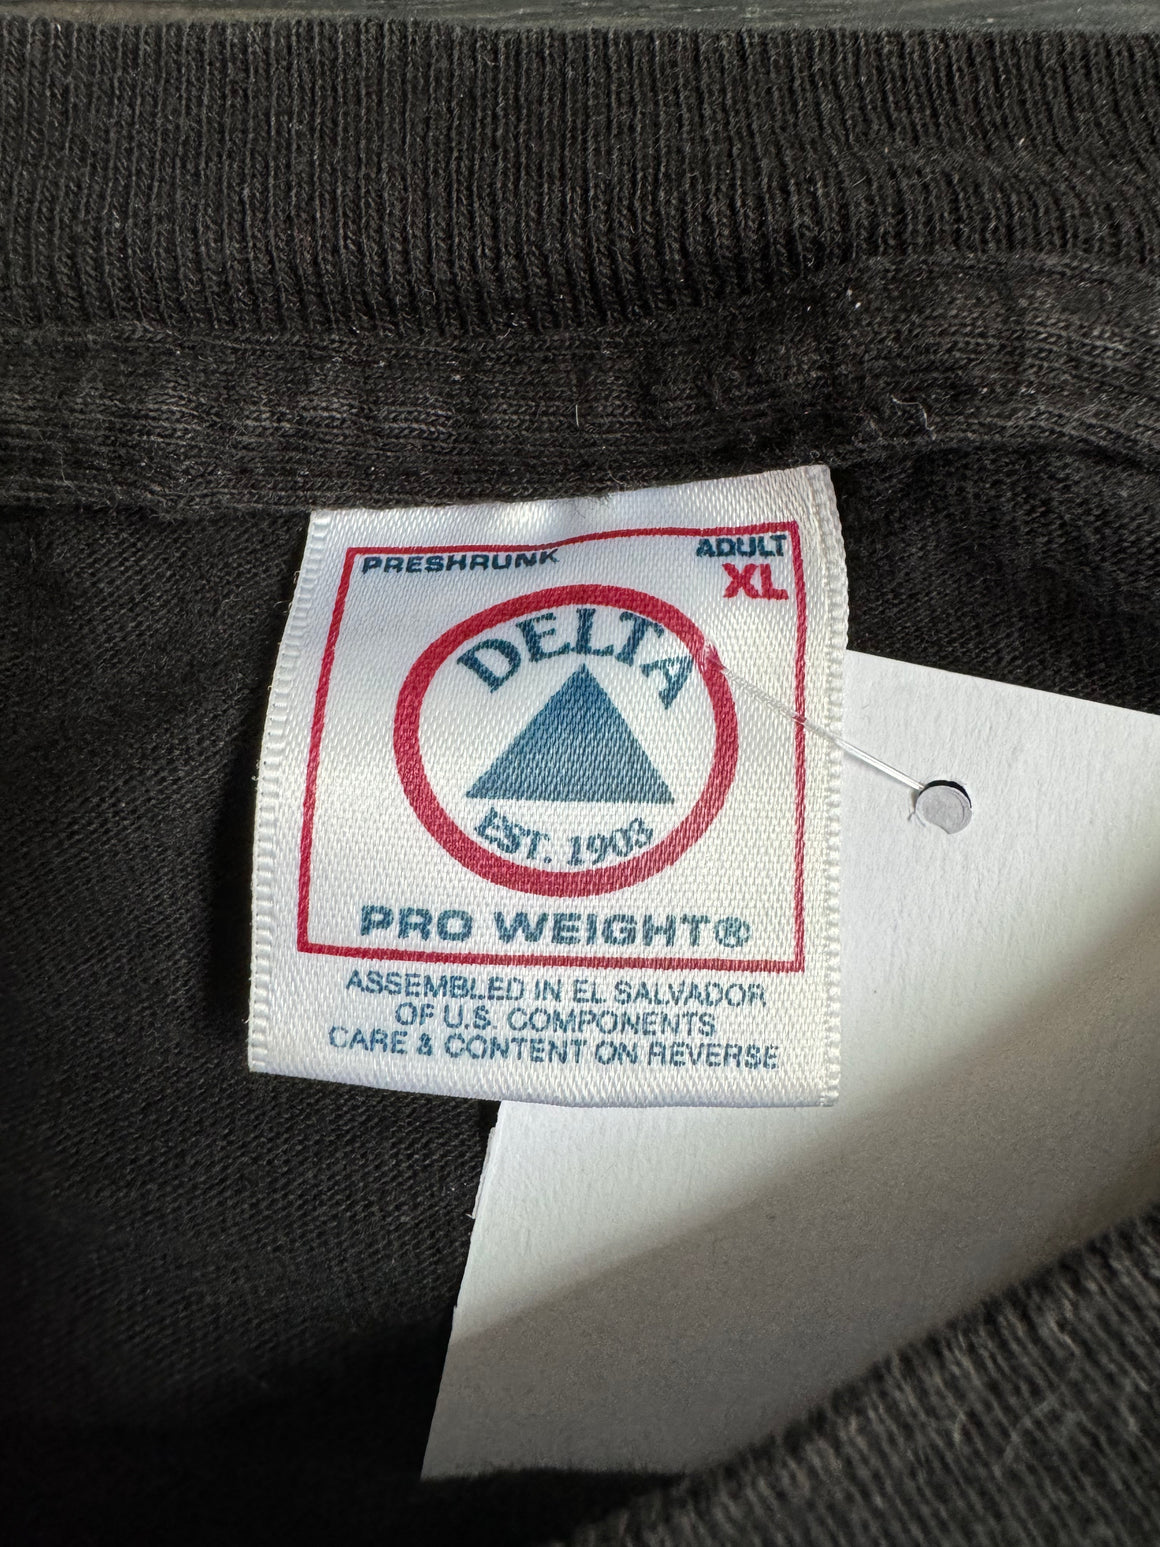 PRESHRUNK
ADULT
XL
DELTA
EST. 1903
PRO WEIGHT®
ASSEMBLED IN EL SALVADOR
OF U.S. COMPONENTS
CARE & CONTENT ON REVERSE